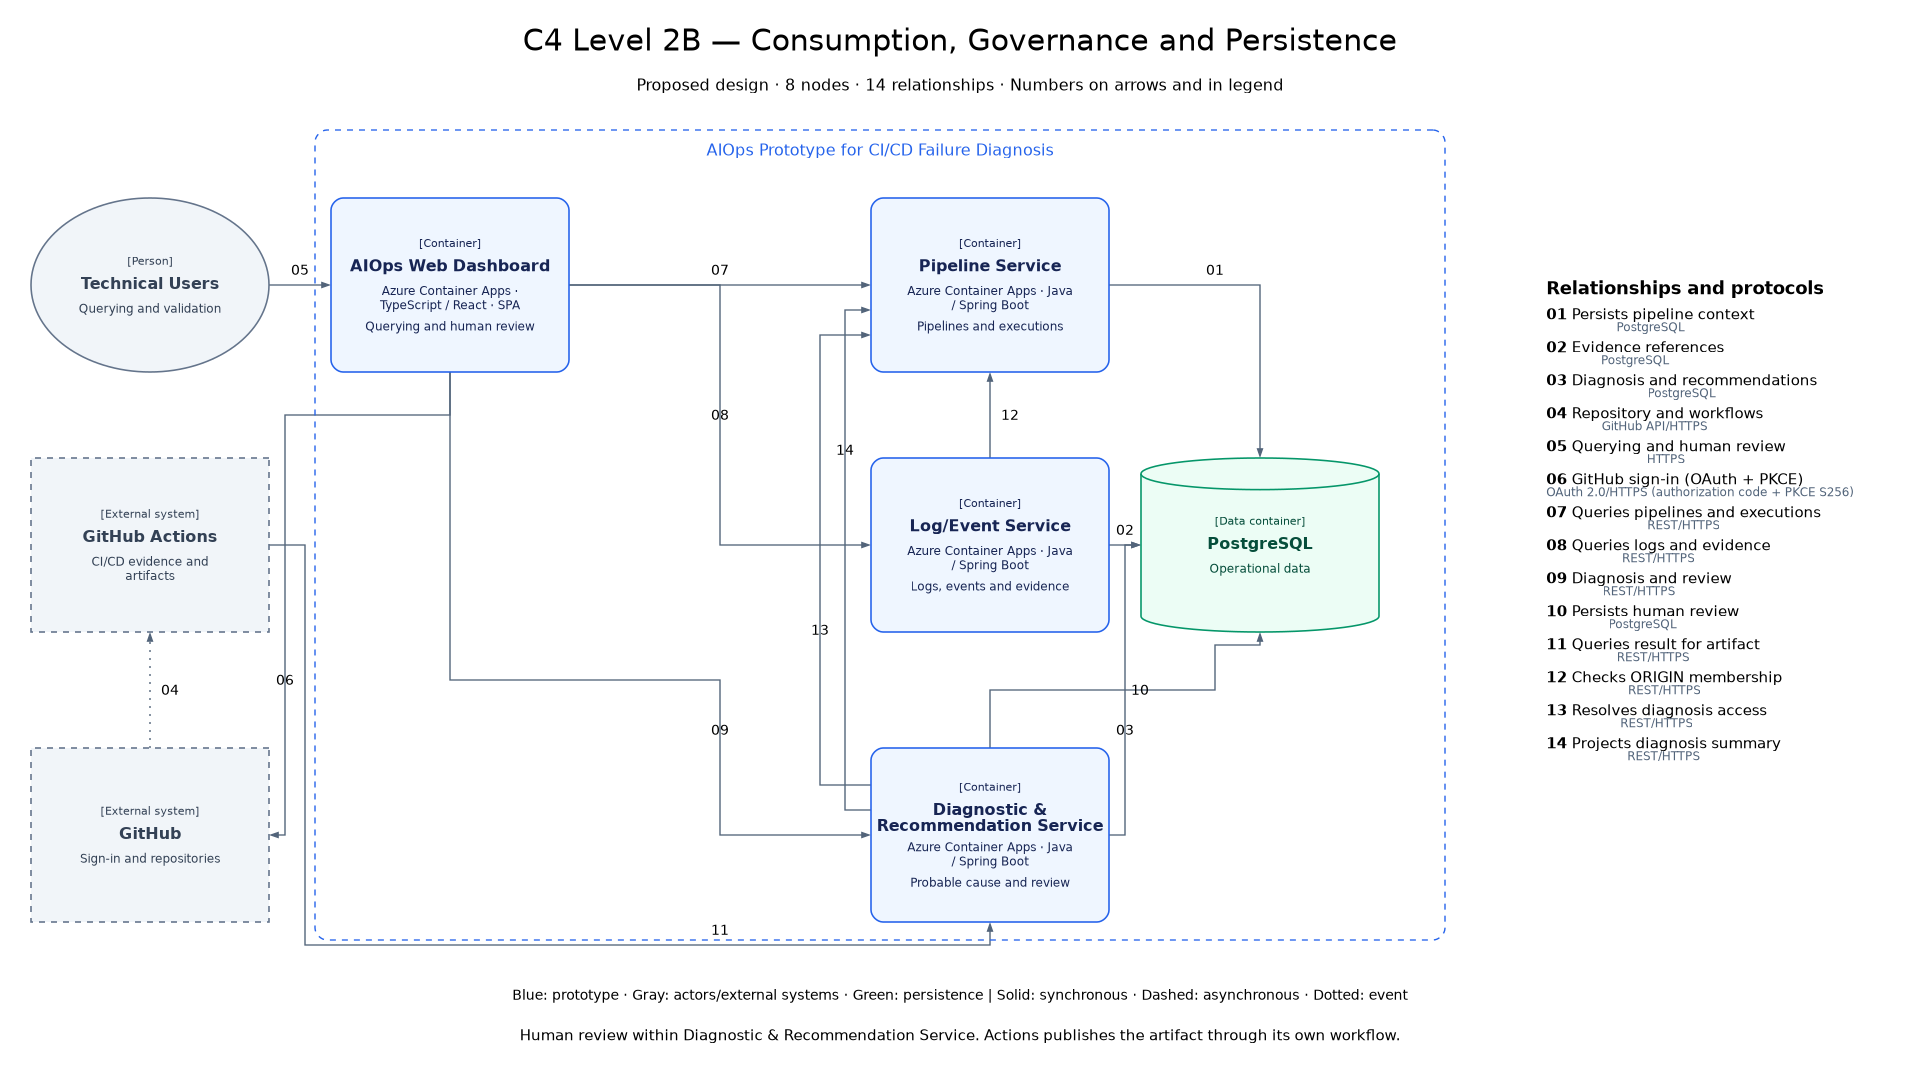 C4 Level 2B — Consumption, Governance and Persistence
Proposed design · 8 nodes · 14 relationships · Numbers on arrows and in legend
AIOps Prototype for CI/CD Failure Diagnosis
[Person]
Technical Users
Querying and validation
05
[Container]
AIOps Web Dashboard
Azure Container Apps ·
TypeScript / React · SPA
Querying and human review
07
[Container]
Pipeline Service
Azure Container Apps · Java
/ Spring Boot
Pipelines and executions
01
08
14
12
[External system]
GitHub Actions
CI/CD evidence and
artifacts
[Container]
Log/Event Service
Azure Container Apps · Java
/ Spring Boot
Logs, events and evidence
02
[Data container]
PostgreSQL
Operational data
13
06
04
10
09
03
[External system]
GitHub
Sign-in and repositories
[Container]
Diagnostic &
Recommendation Service
Azure Container Apps · Java
/ Spring Boot
Probable cause and review
11
Relationships and protocols
01 Persists pipeline context
PostgreSQL
02 Evidence references
PostgreSQL
03 Diagnosis and recommendations
PostgreSQL
04 Repository and workflows
GitHub API/HTTPS
05 Querying and human review
HTTPS
06 GitHub sign-in (OAuth + PKCE)
OAuth 2.0/HTTPS (authorization code + PKCE S256)
07 Queries pipelines and executions
REST/HTTPS
08 Queries logs and evidence
REST/HTTPS
09 Diagnosis and review
REST/HTTPS
10 Persists human review
PostgreSQL
11 Queries result for artifact
REST/HTTPS
12 Checks ORIGIN membership
REST/HTTPS
13 Resolves diagnosis access
REST/HTTPS
14 Projects diagnosis summary
REST/HTTPS
Blue: prototype · Gray: actors/external systems · Green: persistence | Solid: synchronous · Dashed: asynchronous · Dotted: event
Human review within Diagnostic & Recommendation Service. Actions publishes the artifact through its own workflow.